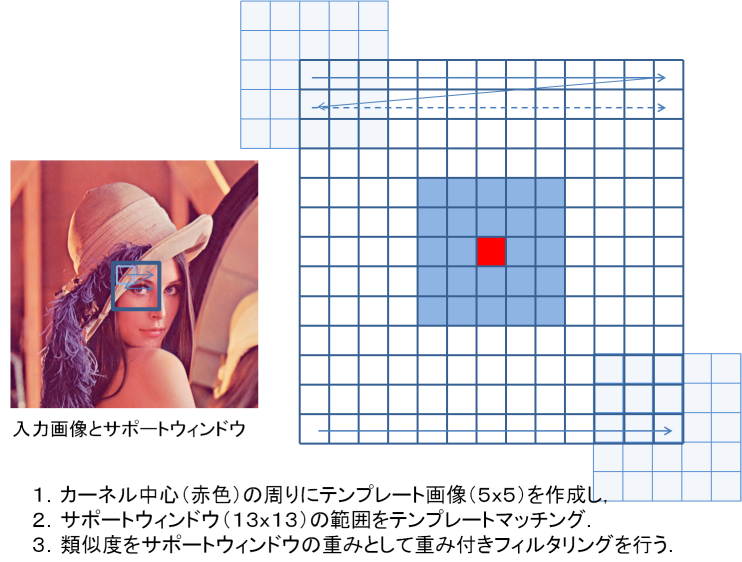 入力画像とサポートウィンドウ
1. カーネル中心(赤色)の周りにテンプレート画像(5x5)を作成し,
2. サポートウィンドウ(13x13)の範囲をテンプレートマッチング.
3. 類似度をサポートウィンドウの重みとして重み付きフィルタリングを行う.